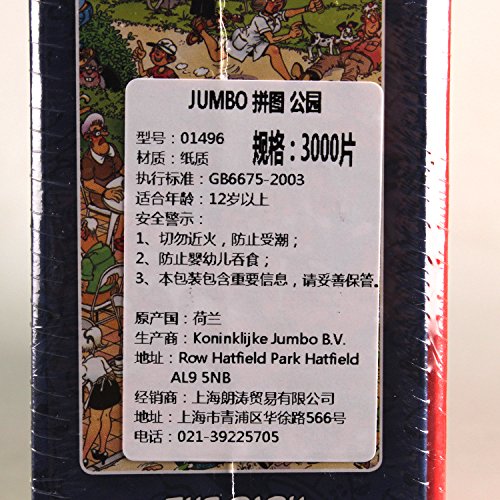 JUMBO 拼图 公园
型号：01496
规格：3000片
材质：纸质
执行标准：GB6675-2003
适合年龄：12岁以上
安全警示：
1、切勿近火，防止受潮；
2、防止婴幼儿吞食；
3、本包装包含重要信息，请妥善保管。
原产国：荷兰
生产商：Koninklijke Jumbo B.V.
地址：Row Hatfield Park Hatfield
AL9 5NB
经销商：上海朗涛贸易有限公司
地址：上海市青浦区华徐路566号
电话：021-39225705